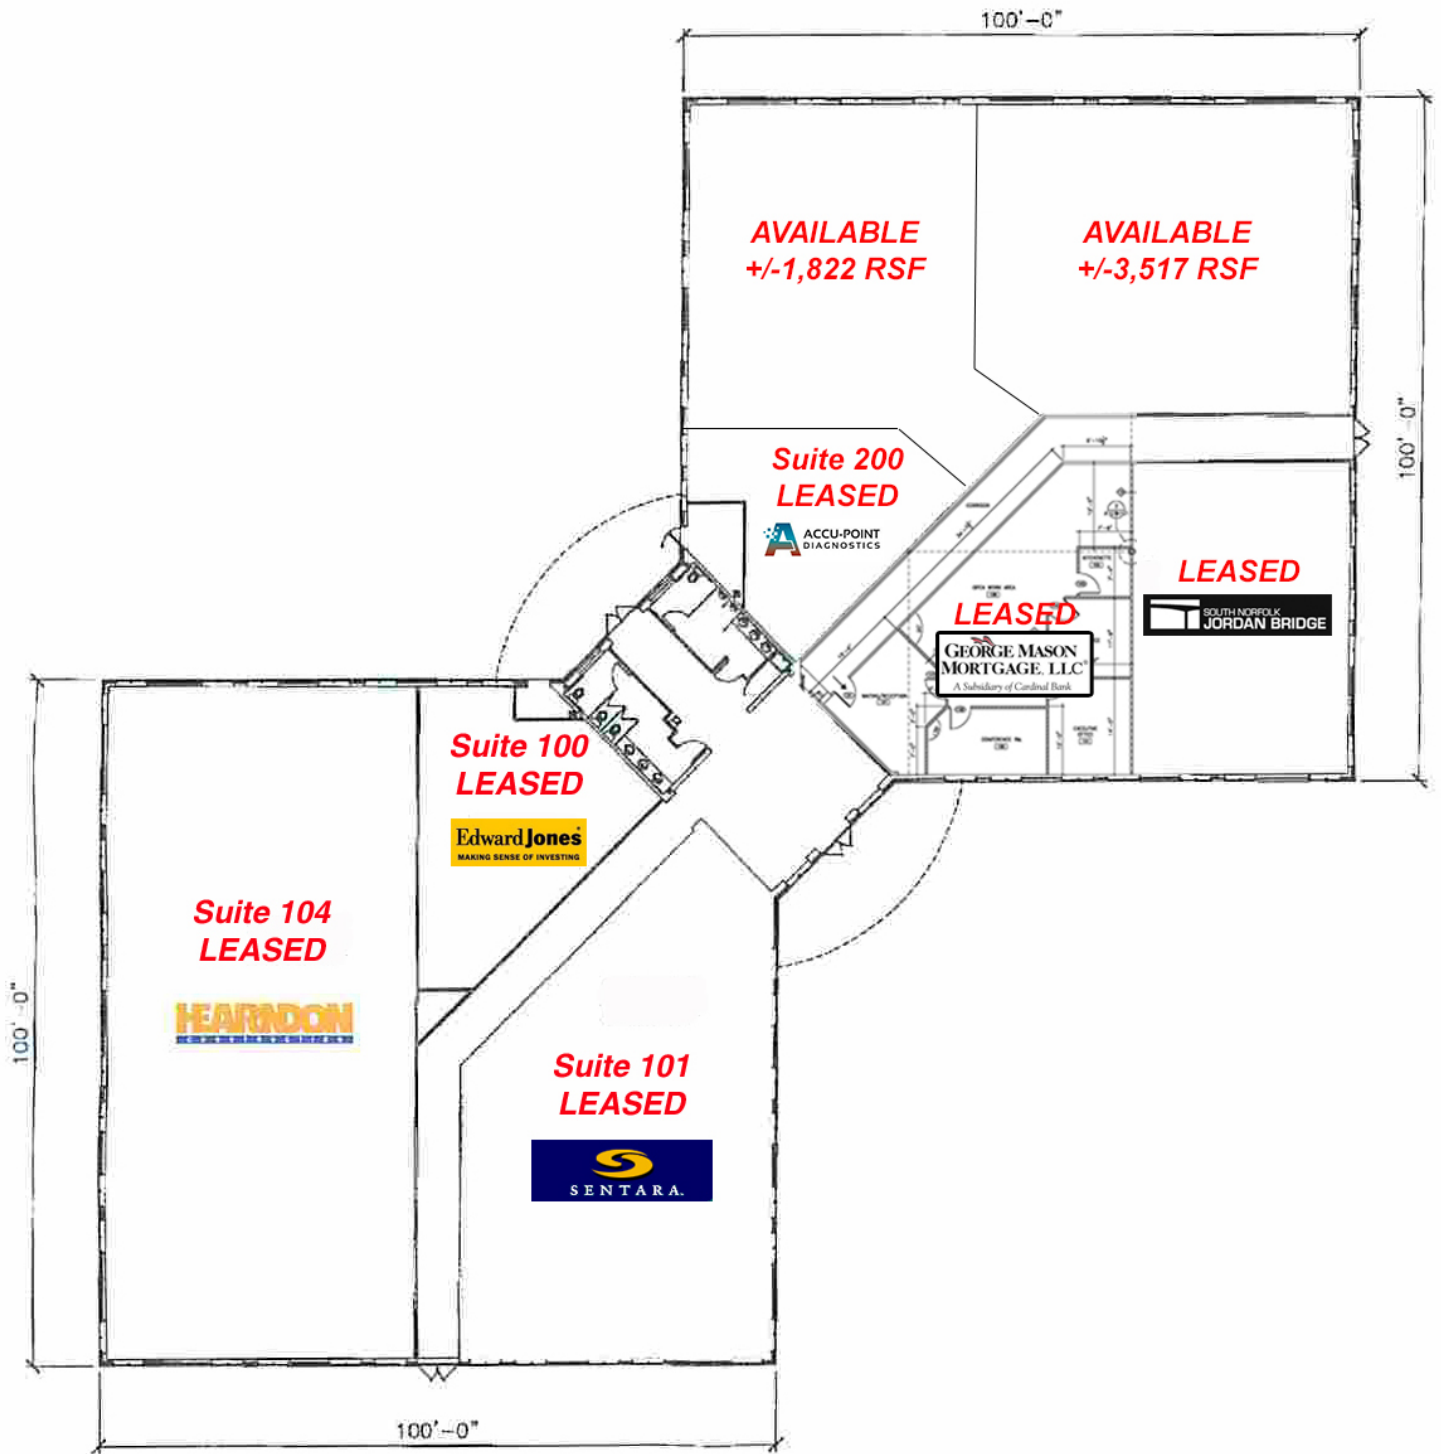 100'-0"
AVAILABLE
+/-1,822 RSF
AVAILABLE
+/-3,517 RSF
100'-0"
Suite 200
LEASED
ACCU-POINT
DIAGNOSTICS
LEASED
SOUTH NORFOLK
JORDAN BRIDGE
LEASED
GEORGE MASON
MORTGAGE, LLC
A Subsidiary of Cardinal Bank
CONFERENCE
Suite 100
LEASED
Edward Jones
MAKING SENSE OF INVESTING
Suite 104
LEASED
HEARNDON
100'-0"
Suite 101
LEASED
SENTARA.
100'-0"